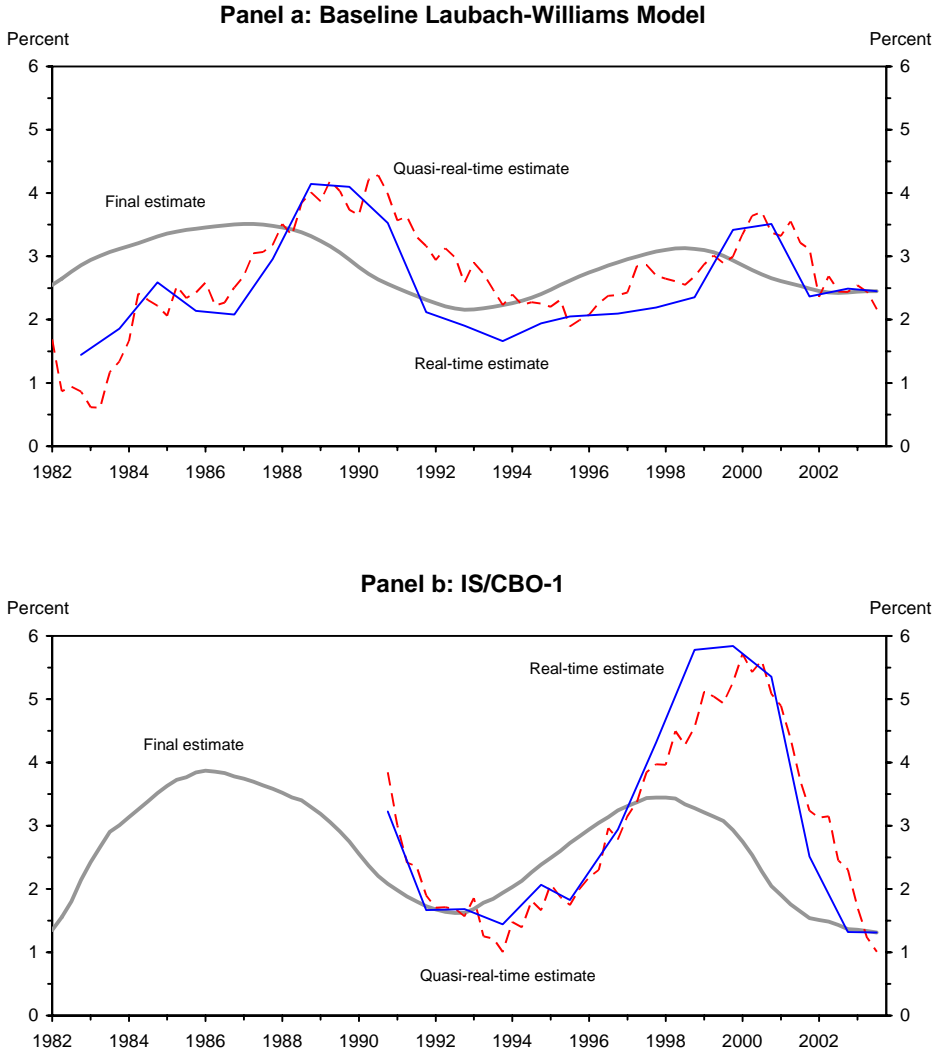 Panel a: Baseline Laubach-Williams Model
Percent Percent
6 6
5 5
Quasi-real-time estimate
4 4
Final estimate
3 3
2 2
Real-time estimate
1 1
0 0
1982 1984 1986 1988 1990 1992 1994 1996 1998 2000 2002
Panel b: IS/CBO-1
Percent Percent
6 6
Real-time estimate
5 5
Final estimate
4 4
3 3
2 2
1 1
Quasi-real-time estimate
0 0
1982 1984 1986 1988 1990 1992 1994 1996 1998 2000 2002